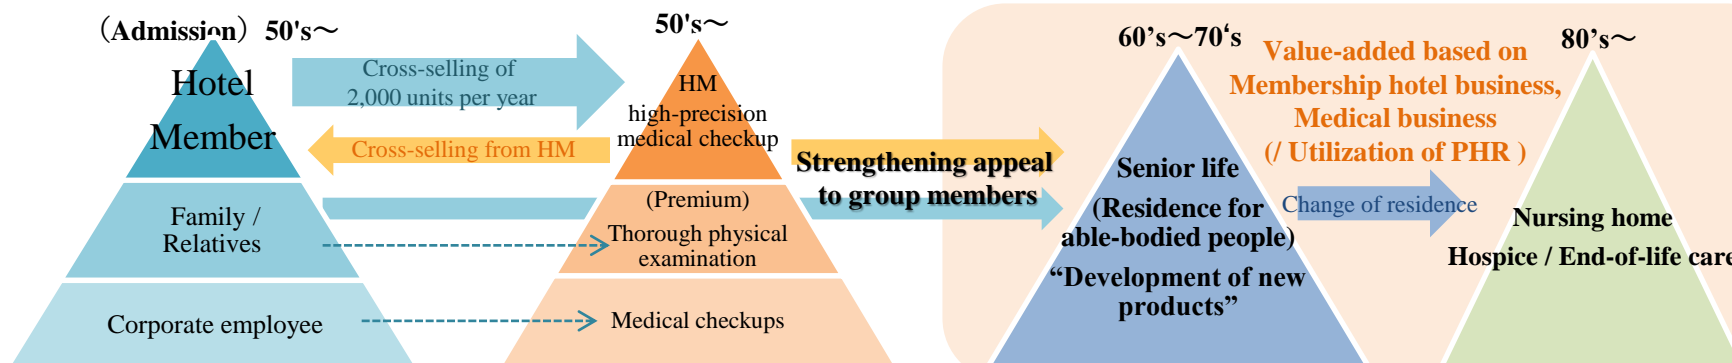 （Admission） 50's～
Hotel
Member
Family /
Relatives
Corporate employee
Cross-selling of
2,000 units per year
Cross-selling from HM
50's～
HM
high-precision
medical checkup
(Premium)
Thorough physical
examination
Medical checkups
Strengthening appeal
to group members
60’s～70‘s
Senior life
(Residence for
able-bodied people)
“Development of new
products”
Value-added based on
Membership hotel business,
Medical business
(/ Utilization of PHR )
Change of residence
80’s～
Nursing home
Hospice / End-of-life care